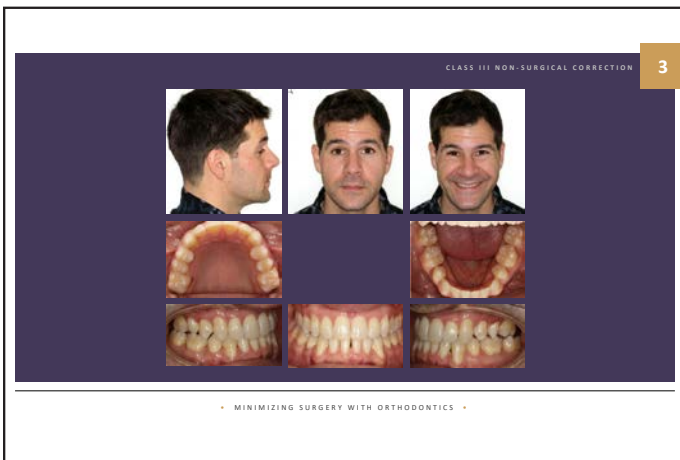 CLASS III NON-SURGICAL CORRECTION
3
• MINIMIZING SURGERY WITH ORTHODONTICS •